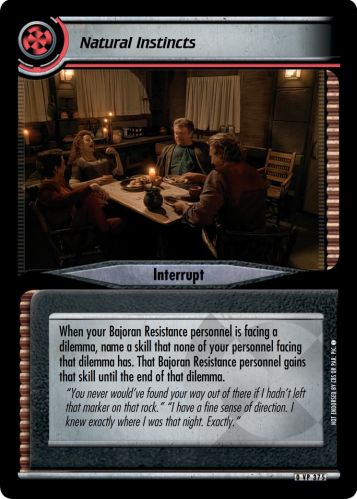 Natural Instincts
Interrupt
When your Bajoran Resistance personnel is facing a
dilemma, name a skill that none of your personnel facing
that dilemma has. That Bajoran Resistance personnel gains
that skill until the end of that dilemma.
"You never would've found your way out of there if I hadn't left
that marker on that rock." "I have a fine sense of direction. I
knew exactly where I was that night. Exactly."
NOT ENDORSED BY CBS OR PAR. PIC.
0 VP 375